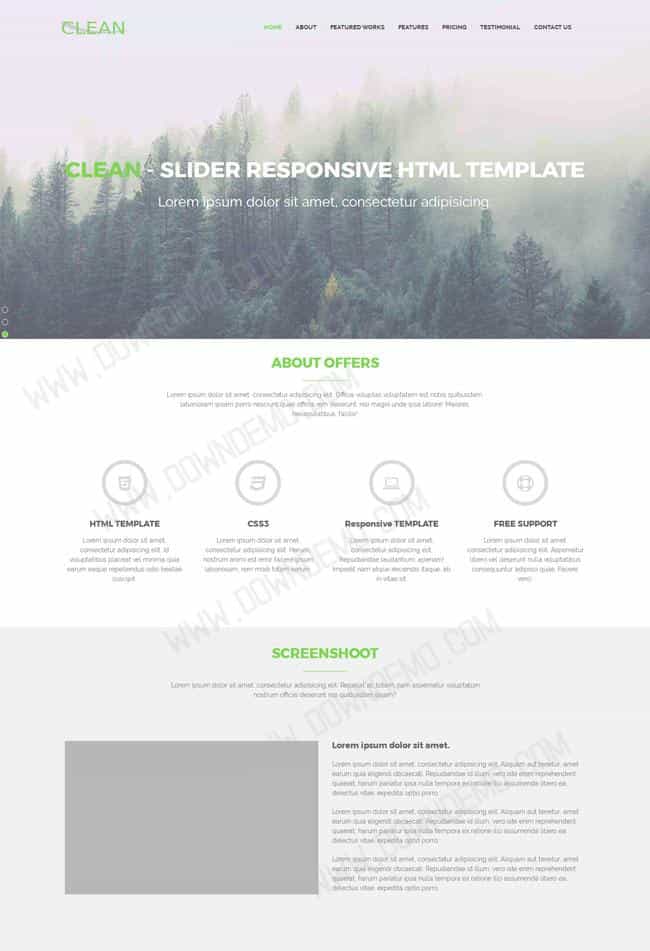 CLEAN
HOME ABOUT FEATURED WORKS FEATURES PRICING TESTIMONIAL CONTACT US
CLEAN - SLIDER RESPONSIVE HTML TEMPLATE
Lorem ipsum dolor sit amet, consectetur adipisicing.
ABOUT OFFERS
Lorem ipsum dolor sit amet, consectetur adipisicing elit. Officiis voluptas voluptatem est nobis quibusdam
laboriosam ipsam porro nesciunt quae officia rem deserunt, nisi magni unde ipsa labore! Maiores,
necessitatibus, facilis!
HTML TEMPLATE
Lorem ipsum dolor sit amet,
consectetur adipisicing elit. Id
voluptatibus placeat vel minima quia
earum eaque repellendus odio beatae
suscipit.
CSS3
Lorem ipsum dolor sit amet,
consectetur adipisicing elit. Harum
nostrum animi est error facere ipsum
laboriosam, rem modi totam earum.
Responsive TEMPLATE
Lorem ipsum dolor sit amet,
consectetur adipisicing elit.
Repudiandae laudantium, aperiam!
Impedit nam atque reiciendis itaque, ab
in vitae sit.
FREE SUPPORT
Lorem ipsum dolor sit amet,
consectetur adipisicing elit. Aspernatur
libero vel deserunt nulla voluptatibus
consequuntur adipisci quae. Facere
vero.
SCREENSHOOT
Lorem ipsum dolor sit amet, consectetur adipisicing elit. Repellat et totam, nam aspernatur voluptatum
nostrum officiis deserunt nisi quibusdam ipsam?
Lorem ipsum dolor sit amet.
Lorem ipsum dolor sit amet, consectetur adipisicing elit. Aliquam aut tenetur, amet
earum quia eligendi obcaecati. Repudiandae id illum, vero iste enim reprehenderit
quaerat, harum pariatur ipsa nulla tempora ex ratione illo assumenda libero ea,
delectus vitae, expedita optio porro.
Lorem ipsum dolor sit amet, consectetur adipisicing elit. Aliquam aut tenetur, amet
earum quia eligendi obcaecati. Repudiandae id illum, vero iste enim reprehenderit
quaerat, harum pariatur ipsa nulla tempora ex ratione illo assumenda libero ea,
delectus vitae, expedita optio porro.
Lorem ipsum dolor sit amet, consectetur adipisicing elit. Aliquam aut tenetur, amet
earum quia eligendi obcaecati. Repudiandae id illum, vero iste enim reprehenderit
quaerat, harum pariatur ipsa nulla tempora ex ratione illo assumenda libero ea,
delectus vitae, expedita optio porro.
WWW.DOWNDEMO.COM
WWW.DOWNDEMO.COM
WWW.DOWNDEMO.COM